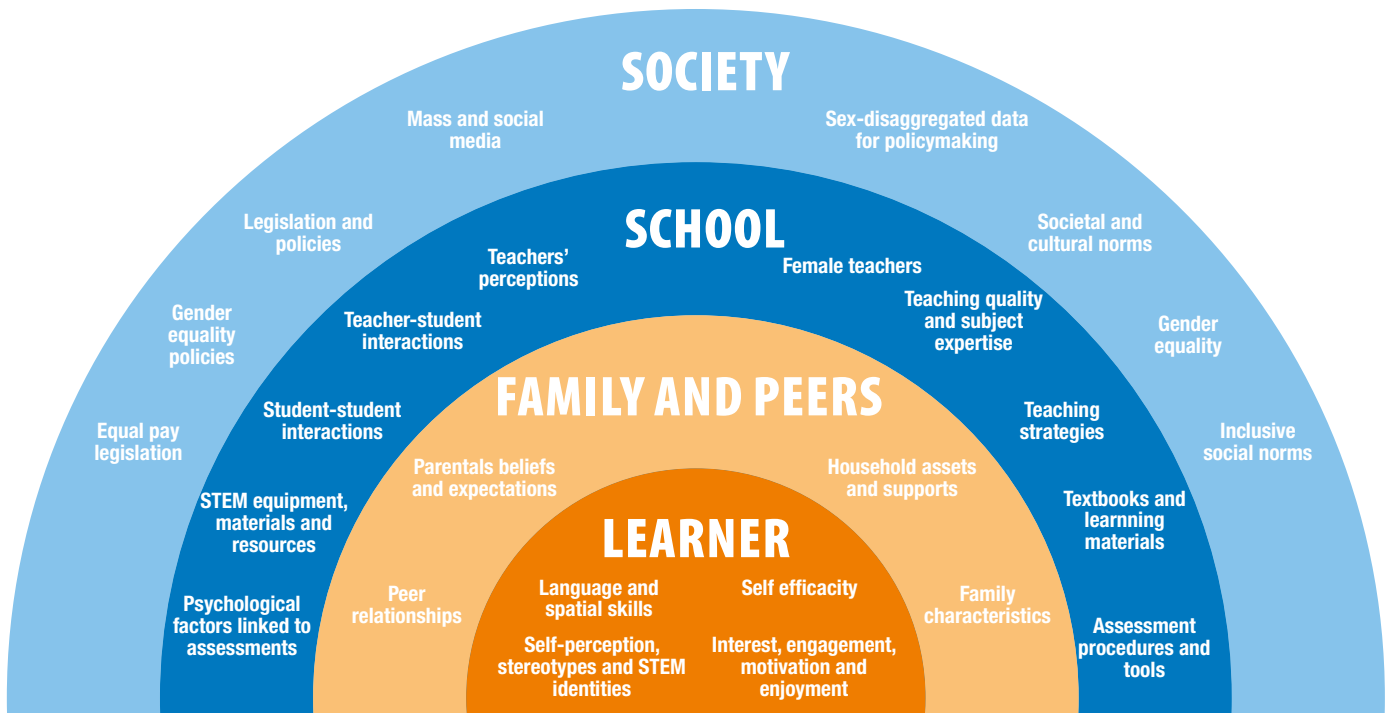 SOCIETY
Mass and social
media
Sex-disaggregated data
for policymaking
Legislation and
policies
Societal and
cultural norms
Gender
equality
policies
Gender
equality
Equal pay
legislation
Inclusive
social norms
SCHOOL
Teachers’
perceptions
Female teachers
Teacher-student
interactions
Teaching quality
and subject
expertise
Student-student
interactions
Teaching
strategies
STEM equipment,
materials and
resources
Textbooks and
learnning
materials
Psychological
factors linked to
assessments
Assessment
procedures and
tools
FAMILY AND PEERS
Parentals beliefs
and expectations
Household assets
and supports
Peer
relationships
Family
characteristics
LEARNER
Language and
spatial skills
Self efficacity
Self-perception,
stereotypes and STEM
identities
Interest, engagement,
motivation and
enjoyment